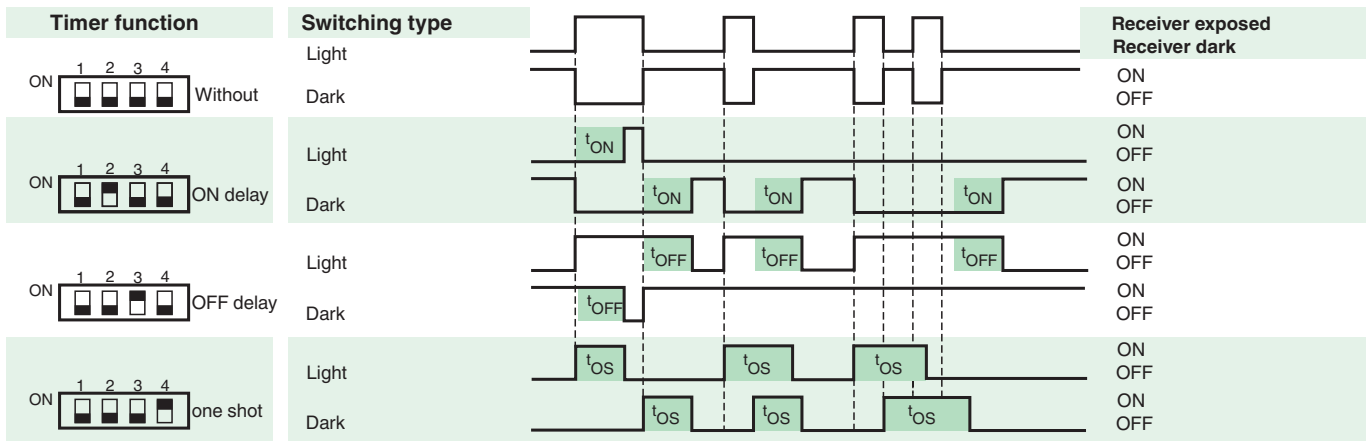 Timer function
Switching type
Receiver exposed
Receiver dark
Light
1 2 3 4
ON
Without
Dark
ON
OFF
Light
tON
ON
OFF
1 2 3 4
ON
ON delay
Dark
tON
tON
tON
ON
OFF
Light
tOFF
tOFF
tOFF
ON
OFF
1 2 3 4
ON
OFF delay
Dark
tOFF
ON
OFF
Light
tOS
tOS
tOS
ON
OFF
1 2 3 4
ON
one shot
Dark
tOS
tOS
tOS
ON
OFF